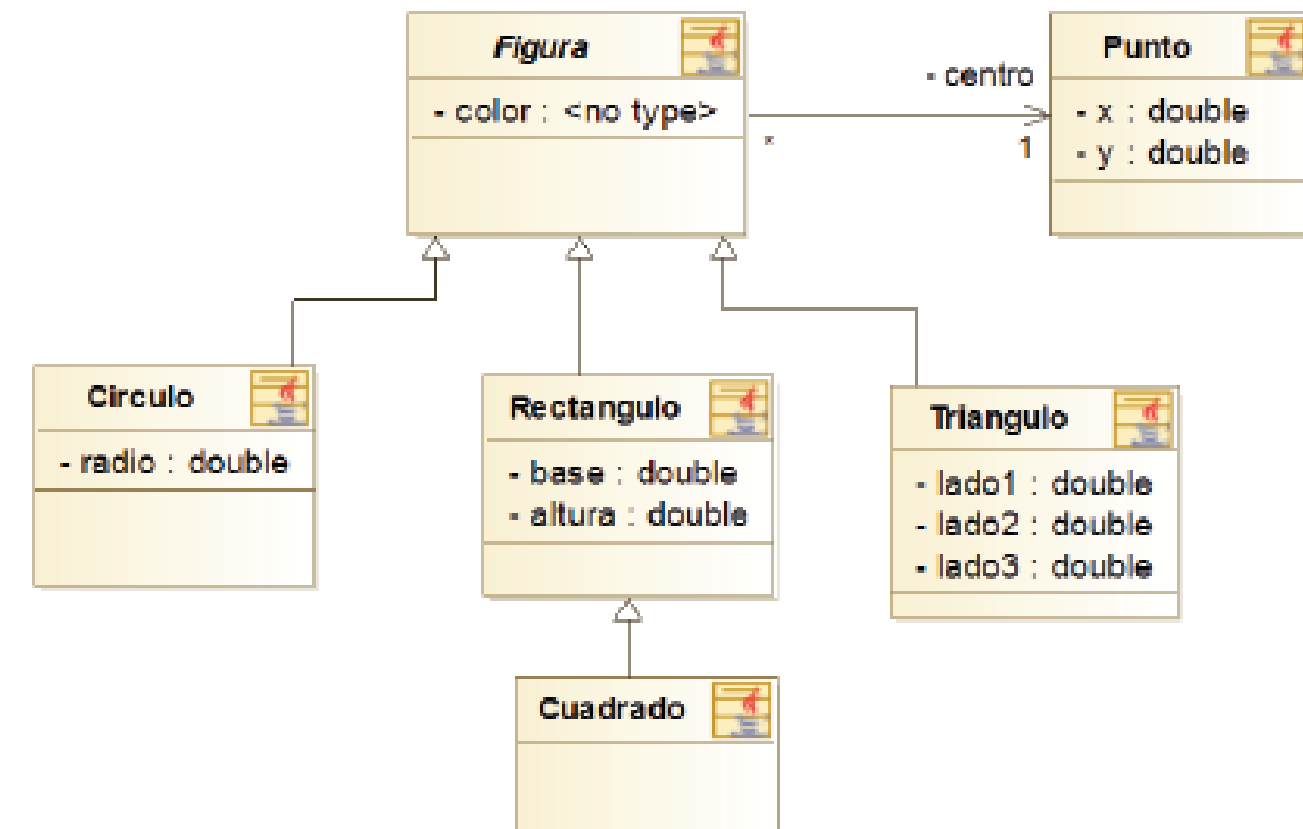 Figura
- color : <no type>
- centro
*
1
Punto
- x : double
- y : double
Circulo
- radio : double
Rectangulo
- base : double
- altura : double
Triangulo
- lado1 : double
- lado2 : double
- lado3 : double
Cuadrado